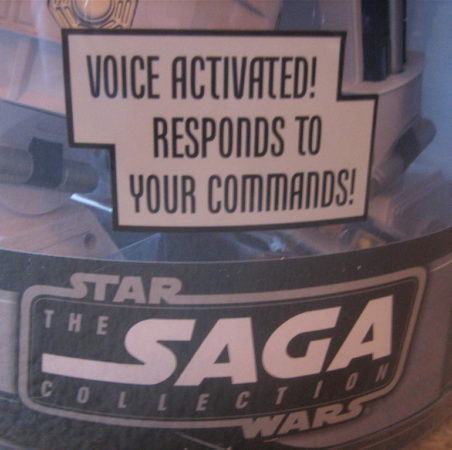 VOICE ACTIVATED!
RESPONDS TO
YOUR COMMANDS!
STAR
THE
SAGA
COLLECTION
WARS